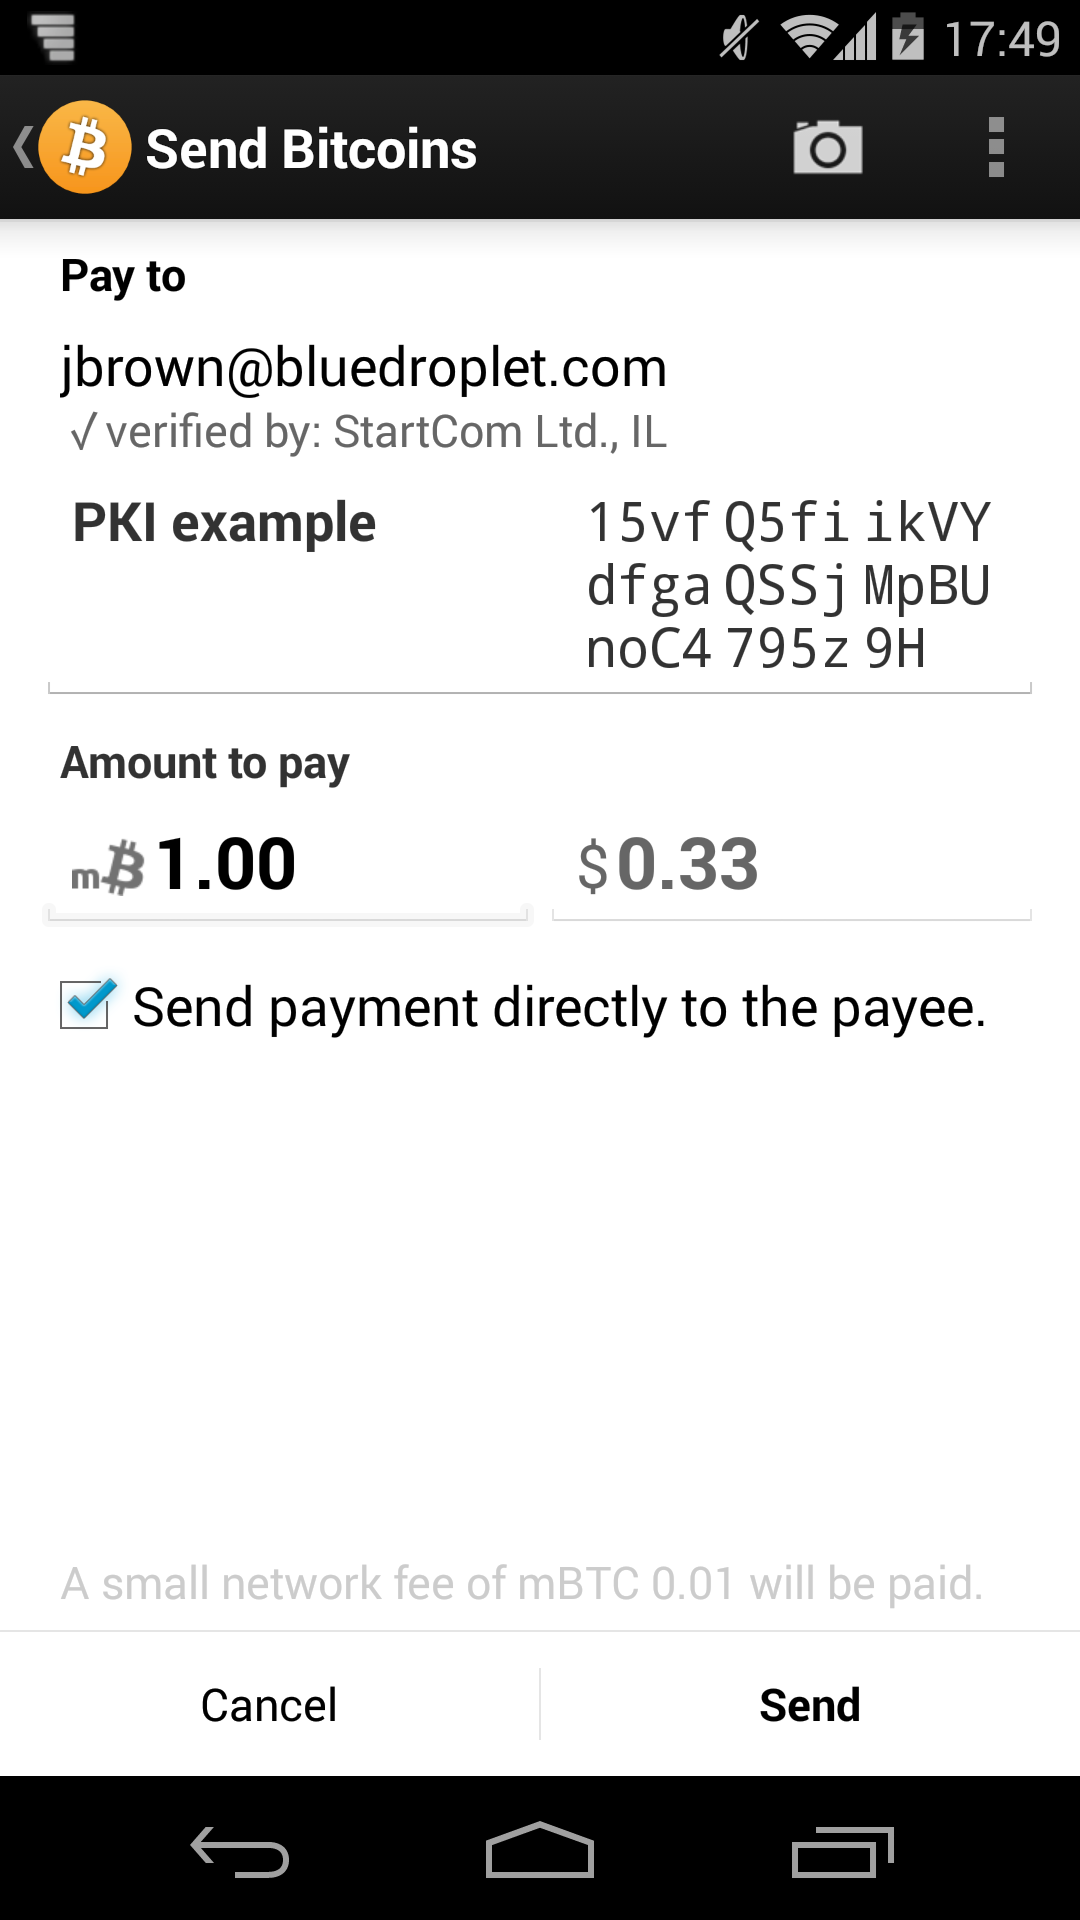 17:49
Send Bitcoins
Pay to
jbrown@bluedroplet.com
√ verified by: StartCom Ltd., IL
PKI example
15vf Q5fi ikVY
dfga QSSj MpBU
noC4 795z 9H
Amount to pay
m₿ 1.00 $ 0.33
Send payment directly to the payee.
A small network fee of mBTC 0.01 will be paid.
Cancel Send